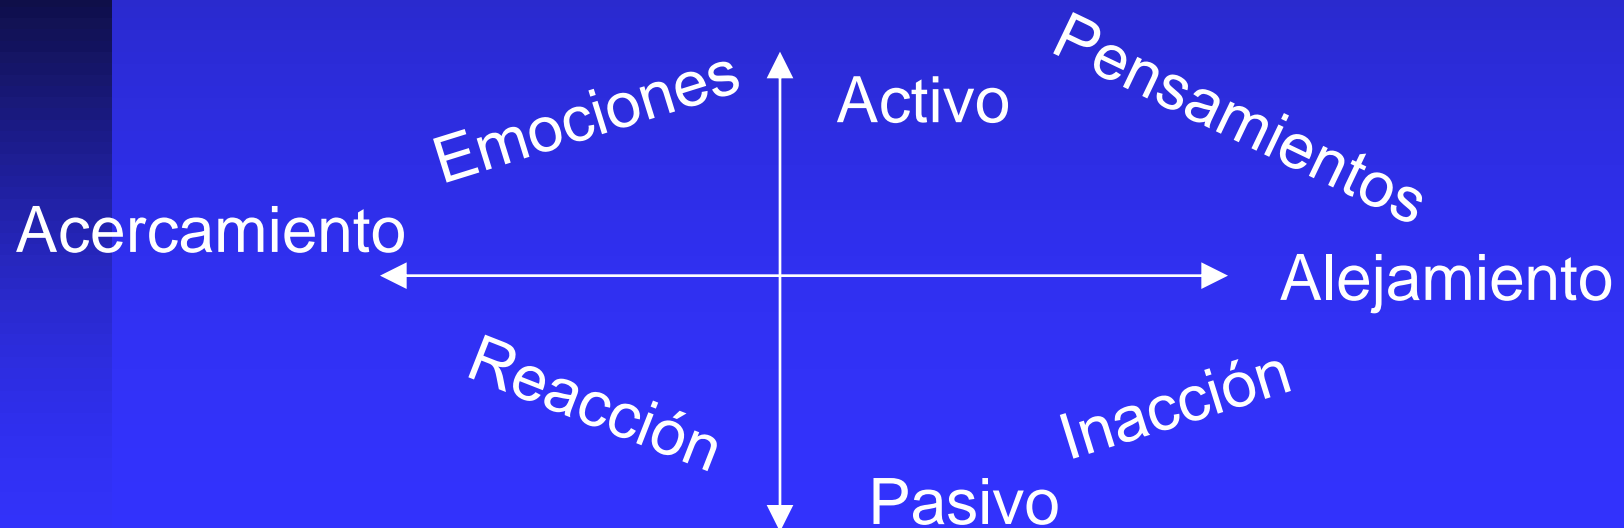 Pensamientos
Emociones
Activo
Acercamiento
Alejamiento
Reacción
Inacción
Pasivo